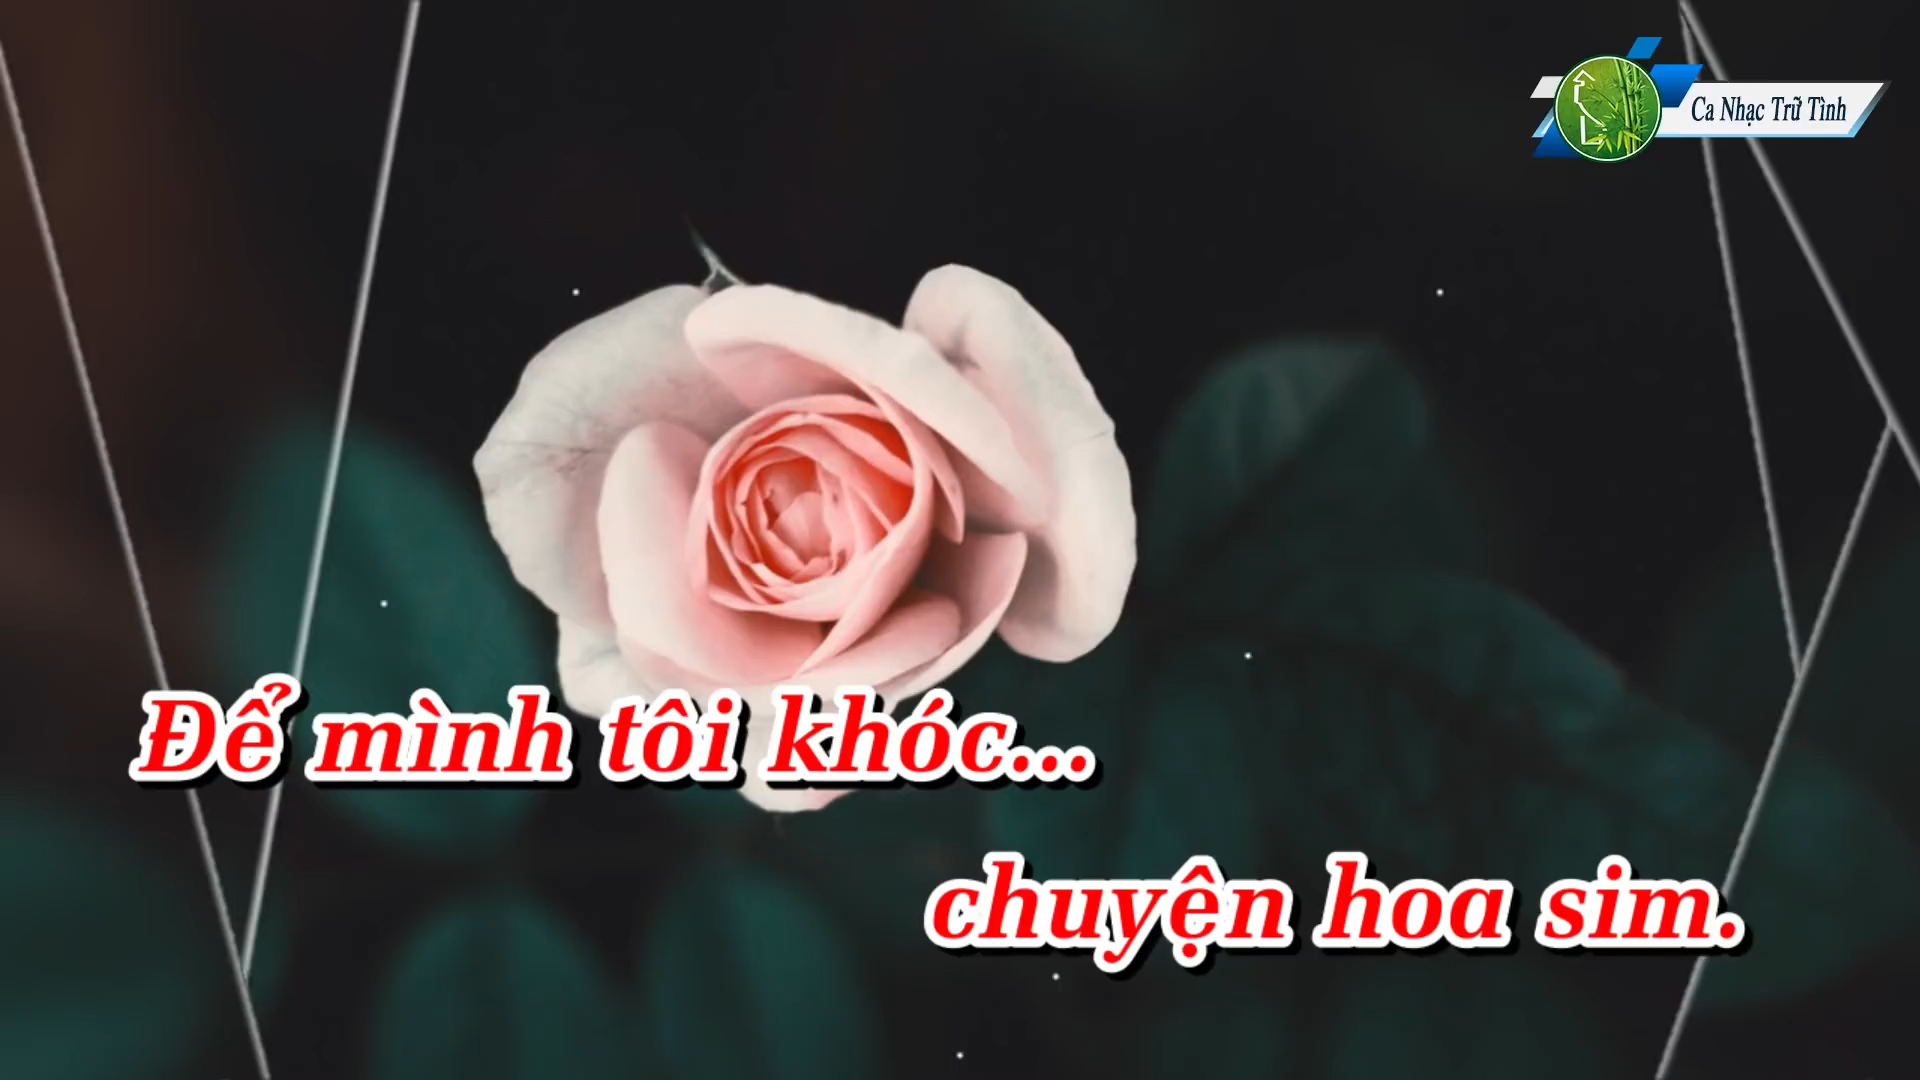 Ca Nhạc Trữ Tình
Để mình tôi khóc...
chuyện hoa sim.